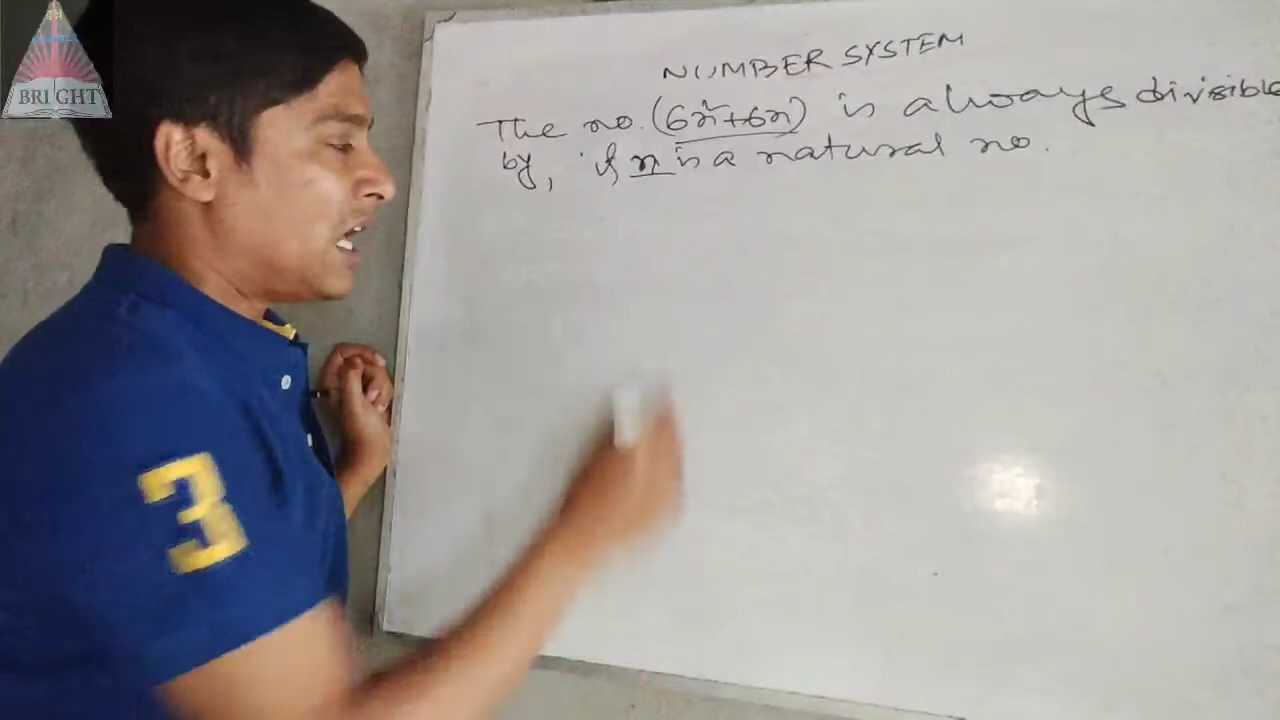 BRIGHT
NUMBER SYSTEM
The no. (6n²+6n) is always divisible
by, if n is a natural no.
3